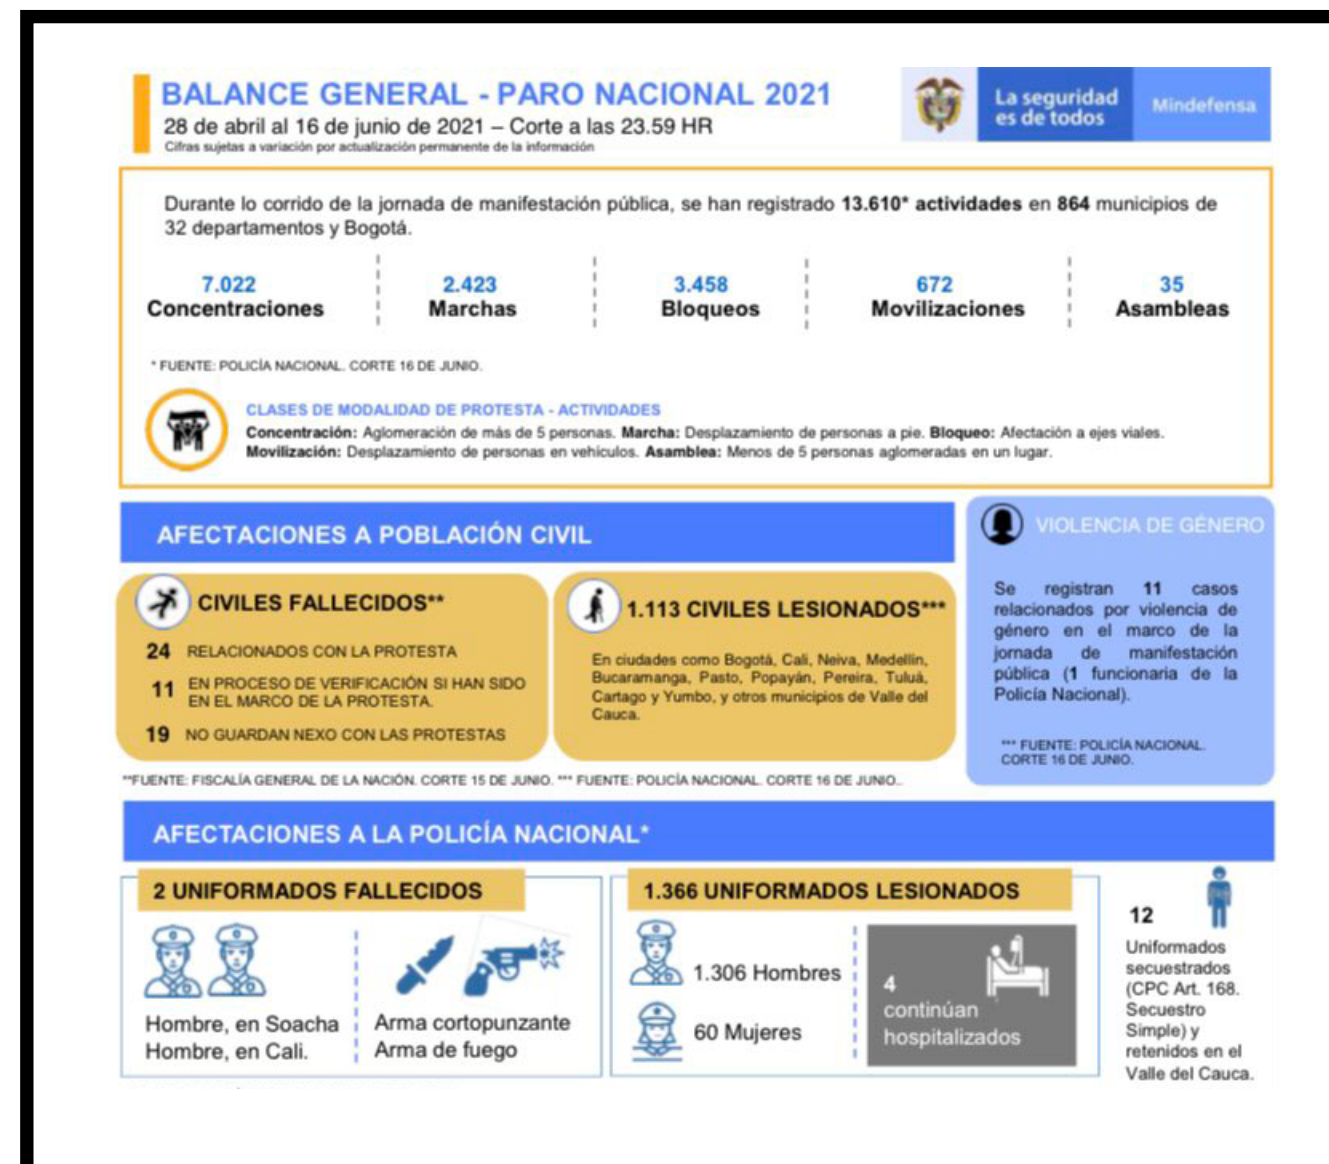 BALANCE GENERAL - PARO NACIONAL 2021
28 de abril al 16 de junio de 2021 – Corte a las 23.59 HR
Cifras sujetas a variación por actualización permanente de la información
La seguridad
es de todos
Mindefensa
Durante lo corrido de la jornada de manifestación pública, se han registrado 13.610* actividades en 864 municipios de
32 departamentos y Bogotá.
7.022
Concentraciones
2.423
Marchas
3.458
Bloqueos
672
Movilizaciones
35
Asambleas
* FUENTE: POLICÍA NACIONAL. CORTE 16 DE JUNIO.
CLASES DE MODALIDAD DE PROTESTA - ACTIVIDADES
Concentración: Aglomeración de más de 5 personas. Marcha: Desplazamiento de personas a pie. Bloqueo: Afectación a ejes viales.
Movilización: Desplazamiento de personas en vehículos. Asamblea: Menos de 5 personas aglomeradas en un lugar.
AFECTACIONES A POBLACIÓN CIVIL
CIVILES FALLECIDOS**
24 RELACIONADOS CON LA PROTESTA
11 EN PROCESO DE VERIFICACIÓN SI HAN SIDO
EN EL MARCO DE LA PROTESTA.
19 NO GUARDAN NEXO CON LAS PROTESTAS
1.113 CIVILES LESIONADOS***
En ciudades como Bogotá, Cali, Neiva, Medellín,
Bucaramanga, Pasto, Popayán, Pereira, Tuluá,
Cartago y Yumbo, y otros municipios de Valle del
Cauca.
VIOLENCIA DE GÉNERO
Se registran 11 casos
relacionados por violencia de
género en el marco de la
jornada de manifestación
pública (1 funcionaria de la
Policía Nacional).
*** FUENTE: POLICÍA NACIONAL.
CORTE 16 DE JUNIO.
**FUENTE: FISCALÍA GENERAL DE LA NACIÓN. CORTE 15 DE JUNIO. *** FUENTE: POLICÍA NACIONAL. CORTE 16 DE JUNIO..
AFECTACIONES A LA POLICÍA NACIONAL*
2 UNIFORMADOS FALLECIDOS
Hombre, en Soacha
Hombre, en Cali.
Arma cortopunzante
Arma de fuego
1.366 UNIFORMADOS LESIONADOS
1.306 Hombres
60 Mujeres
4
continúan
hospitalizados
12
Uniformados
secuestrados
(CPC Art. 168.
Secuestro
Simple) y
retenidos en el
Valle del Cauca.